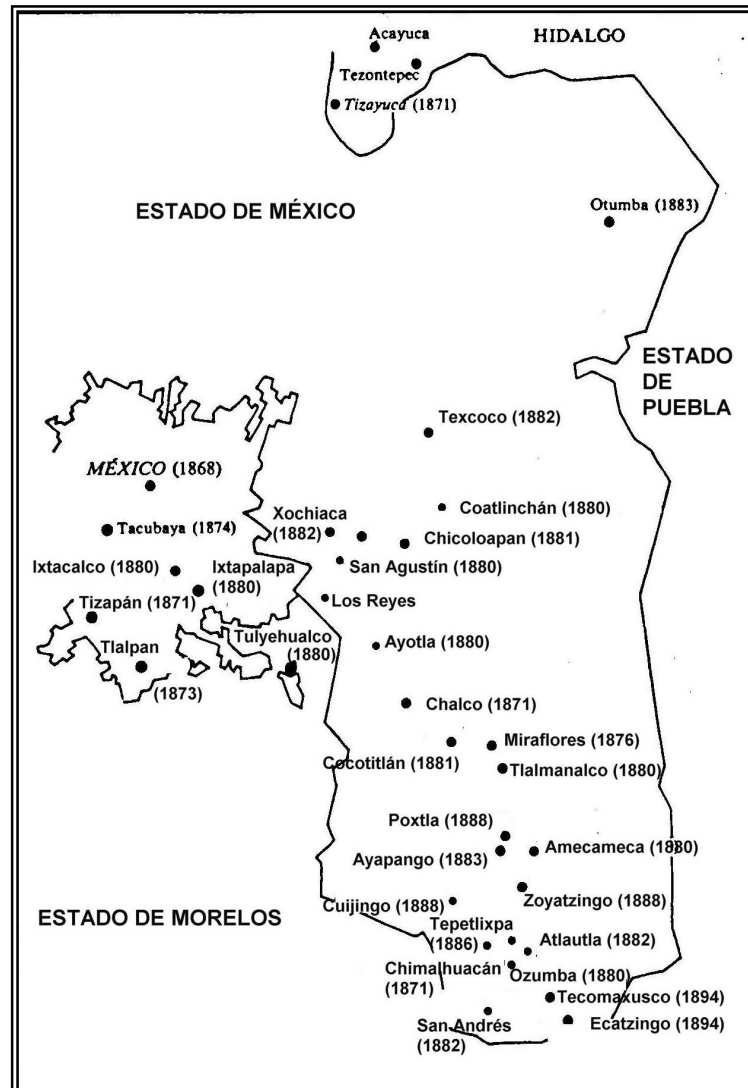 Acayuca
HIDALGO
Tezontepec
Tizayuca (1871)
ESTADO DE MÉXICO
Otumba (1883)
ESTADO
DE
PUEBLA
Texcoco (1882)
MÉXICO (1868)
Coatlinchán (1880)
Xochiaca
(1882)
Tacubaya (1874)
Chicoloapan (1881)
Ixtacalco (1880)
Ixtapalapa
(1880)
San Agustín (1880)
Tizapán (1871)
Los Reyes
Tlalpan
(1873)
Tulyehualco
(1880)
Ayotla (1880)
Chalco (1871)
Miraflores (1876)
Cocotitlán
(1881)
Tlalmanalco (1880)
Poxtla (1888)
Ayapango (1883)
Amecameca (1880)
Cuijingo (1888)
Zoyatzingo (1888)
ESTADO DE MORELOS
Tepetlixpa
(1886)
Atlautla (1882)
Chimalhuacán
(1871)
Ozumba (1880)
Tecomaxusco (1894)
San Andrés
(1882)
Ecatzingo (1894)